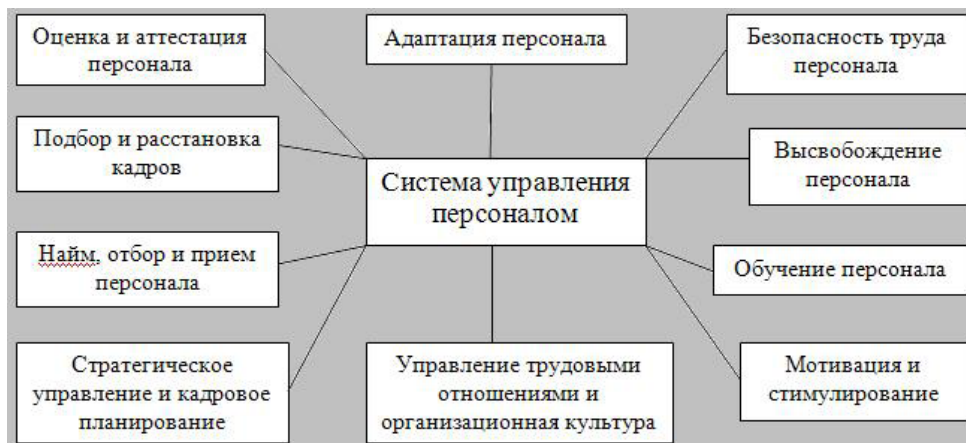 Оценка и аттестация
персонала
Адаптация персонала
Безопасность труда
персонала
Подбор и расстановка
кадров
Система управления
персоналом
Высвобождение
персонала
Найм, отбор и прием
персонала
Обучение персонала
Стратегическое
управление и кадровое
планирование
Управление трудовыми
отношениями и
организационная культура
Мотивация и
стимулирование